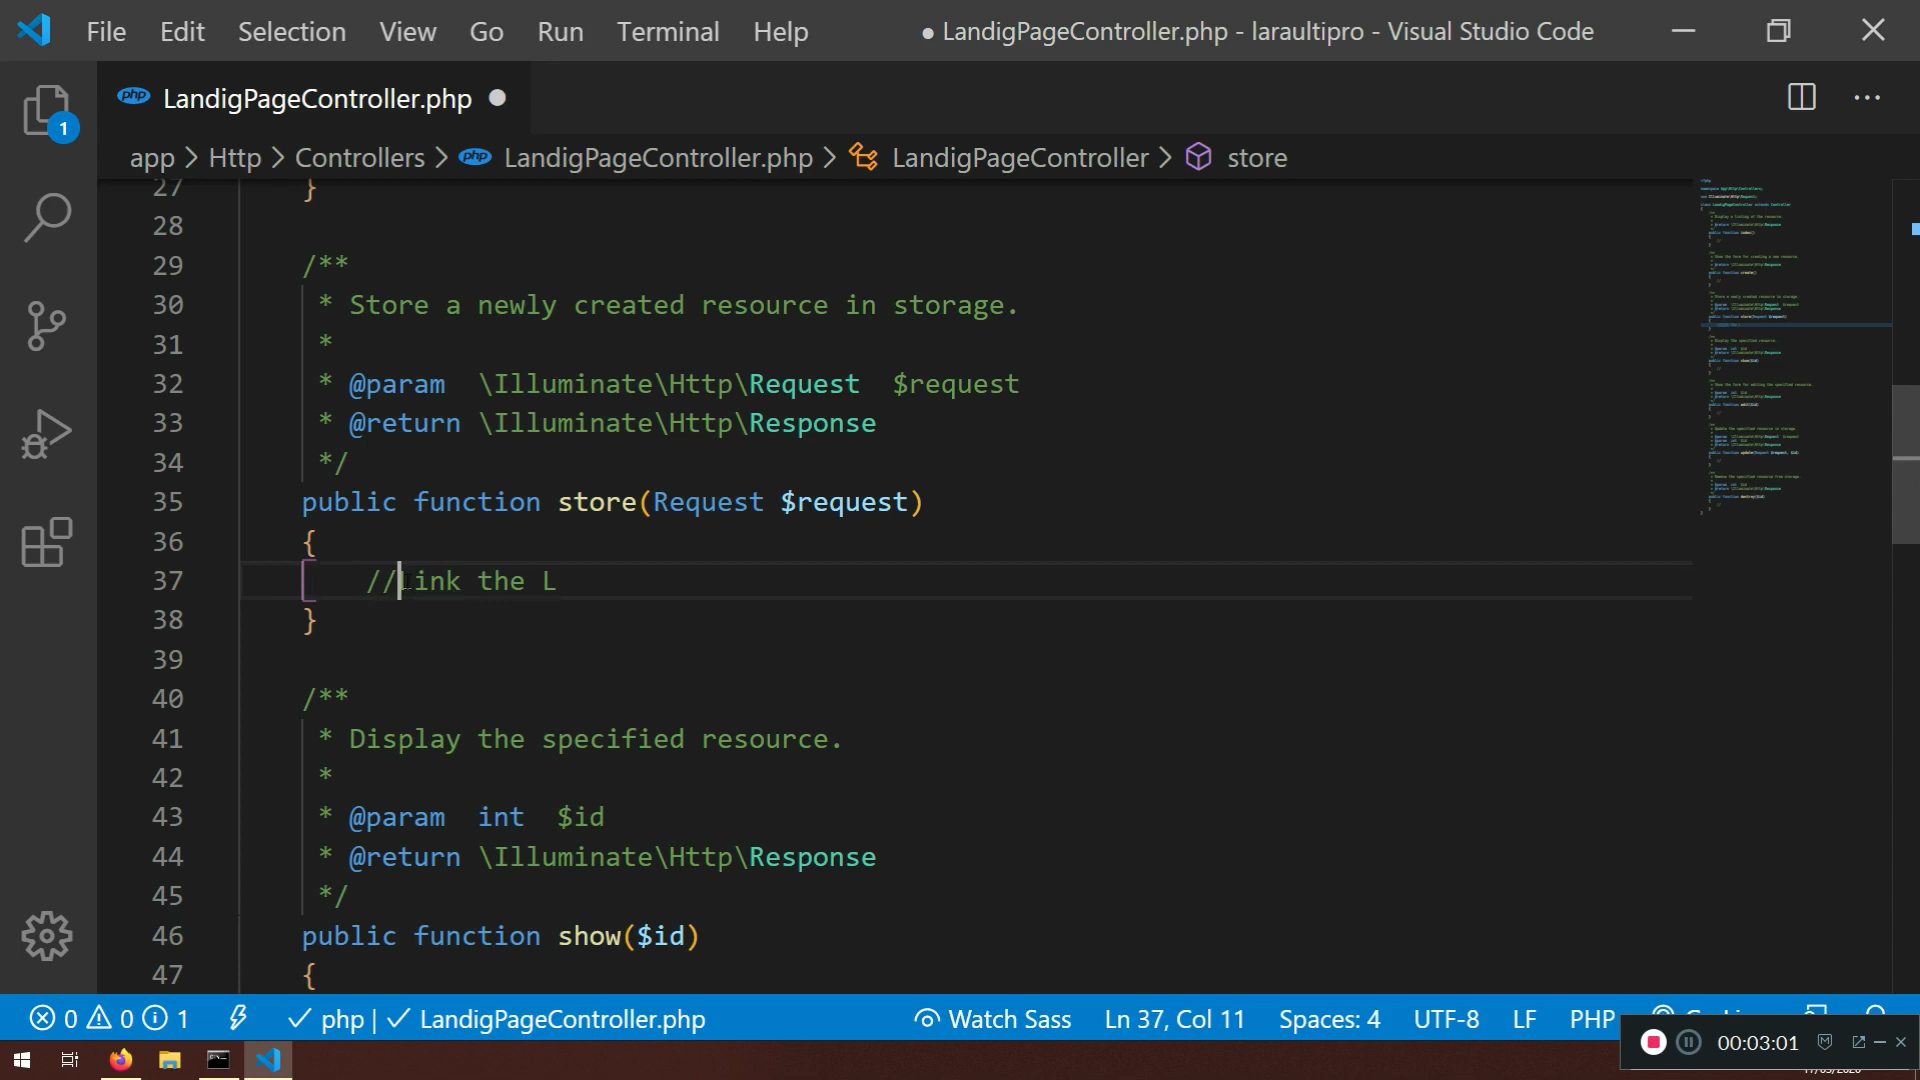 File Edit Selection View Go Run Terminal Help ● LandigPageController.php - laraultipro - Visual Studio Code
php LandigPageController.php
app > Http > Controllers > php LandigPageController.php > LandigPageController > store
1
27 }
28
29 /**
30 * Store a newly created resource in storage.
31 *
32 * @param \Illuminate\Http\Request $request
33 * @return \Illuminate\Http\Response
34 */
35 public function store(Request $request)
36 {
37 //Link the L
38 }
39
40 /**
41 * Display the specified resource.
42 *
43 * @param int $id
44 * @return \Illuminate\Http\Response
45 */
46 public function show($id)
47 {
0 0 1 php | LandigPageController.php Watch Sass Ln 37, Col 11 Spaces: 4 UTF-8 LF PHP
00:03:01